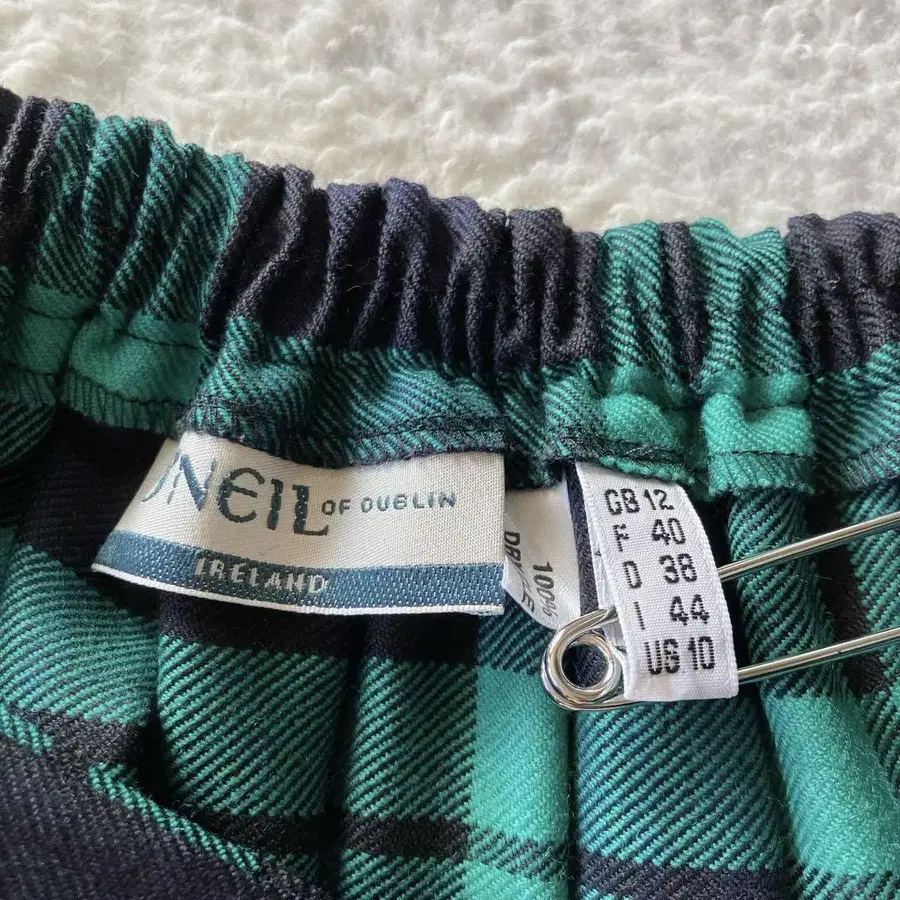 O'NEIL OF DUBLIN
IRELAND
100%
GB 12
F 40
D 38
I 44
US 10